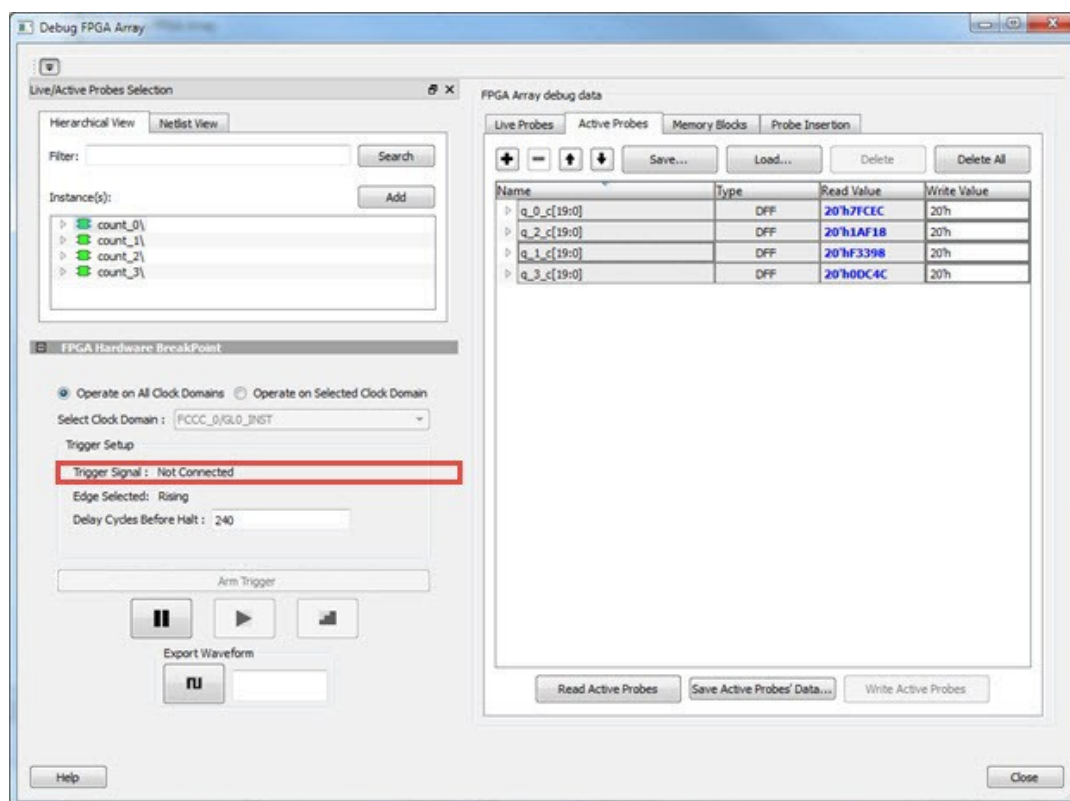 Debug FPGA Array
Live/Active Probes Selection
Hierarchical View Netlist View
Filter: Search
Instance(s): Add
count_0\
count_1\
count_2\
count_3\
FPGA Hardware BreakPoint
Operate on All Clock Domains Operate on Selected Clock Domain
Select Clock Domain : FCCC_0/GL0_INST
Trigger Setup
Trigger Signal : Not Connected
Edge Selected: Rising
Delay Cycles Before Halt : 240
Arm Trigger
Export Waveform
FPGA Array debug data
Live Probes Active Probes Memory Blocks Probe Insertion
Save... Load... Delete Delete All
Name Type Read Value Write Value
q_0_c[19:0] DFF 20'h7FCEC 20'h
q_2_c[19:0] DFF 20'h1AF18 20'h
q_1_c[19:0] DFF 20'hF3398 20'h
q_3_c[19:0] DFF 20'h0DC4C 20'h
Read Active Probes Save Active Probes' Data... Write Active Probes
Help Close